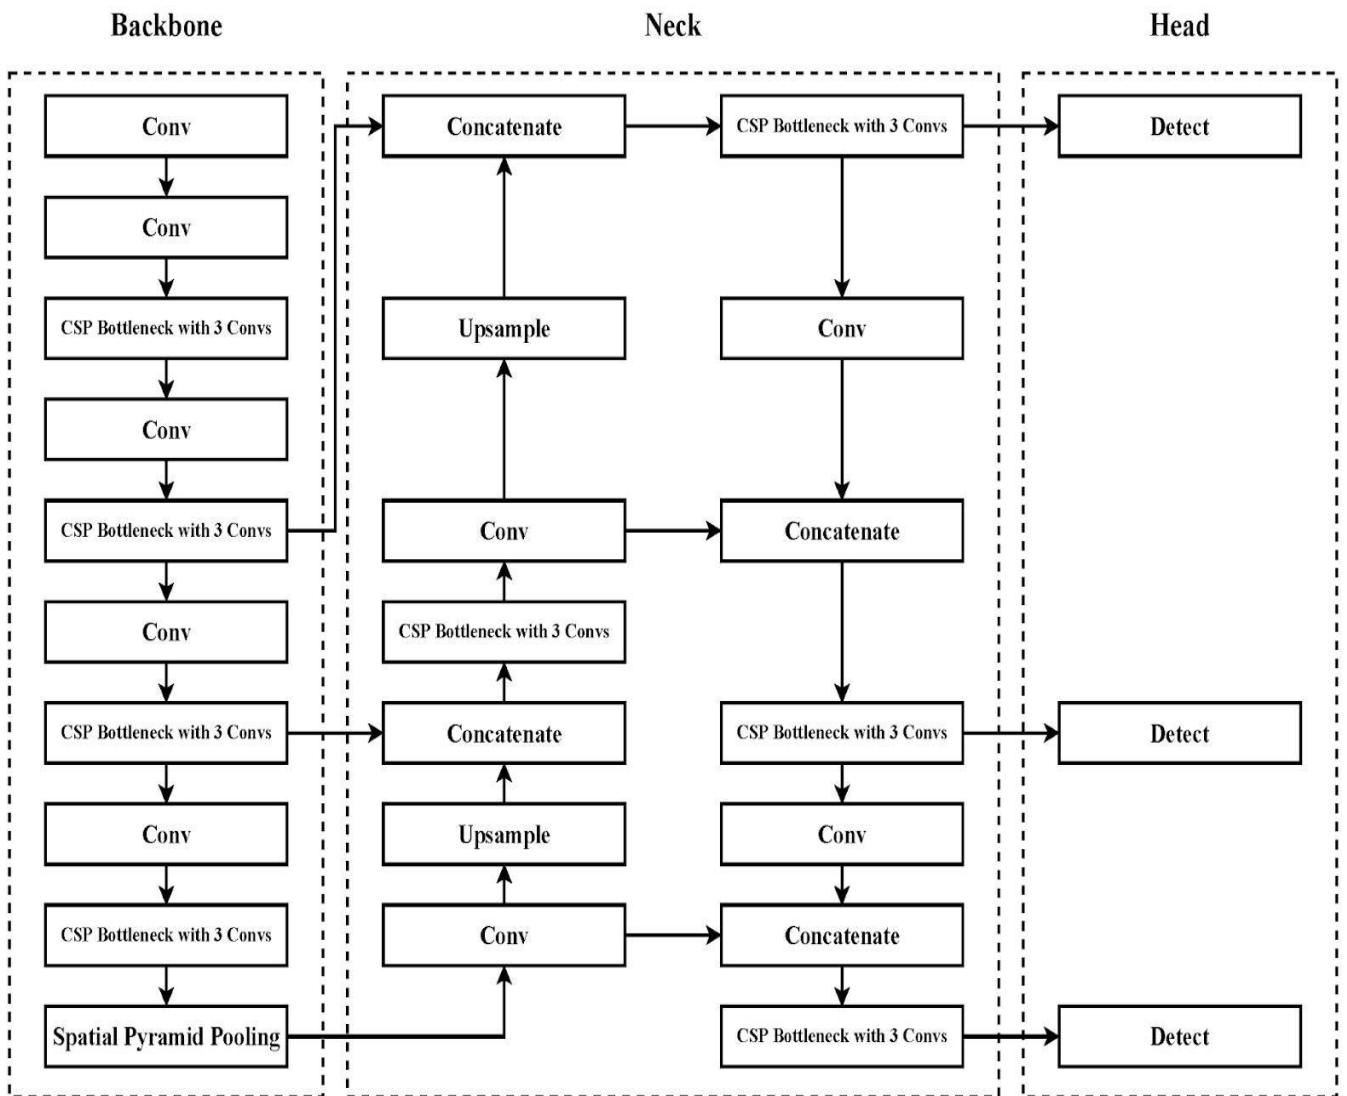 Backbone
Neck
Head
Conv
Conv
CSP Bottleneck with 3 Convs
Conv
CSP Bottleneck with 3 Convs
Conv
CSP Bottleneck with 3 Convs
Conv
CSP Bottleneck with 3 Convs
Spatial Pyramid Pooling
Concatenate
Upsample
Conv
CSP Bottleneck with 3 Convs
Concatenate
Upsample
Conv
CSP Bottleneck with 3 Convs
Conv
Concatenate
CSP Bottleneck with 3 Convs
Conv
Concatenate
CSP Bottleneck with 3 Convs
Detect
Detect
Detect